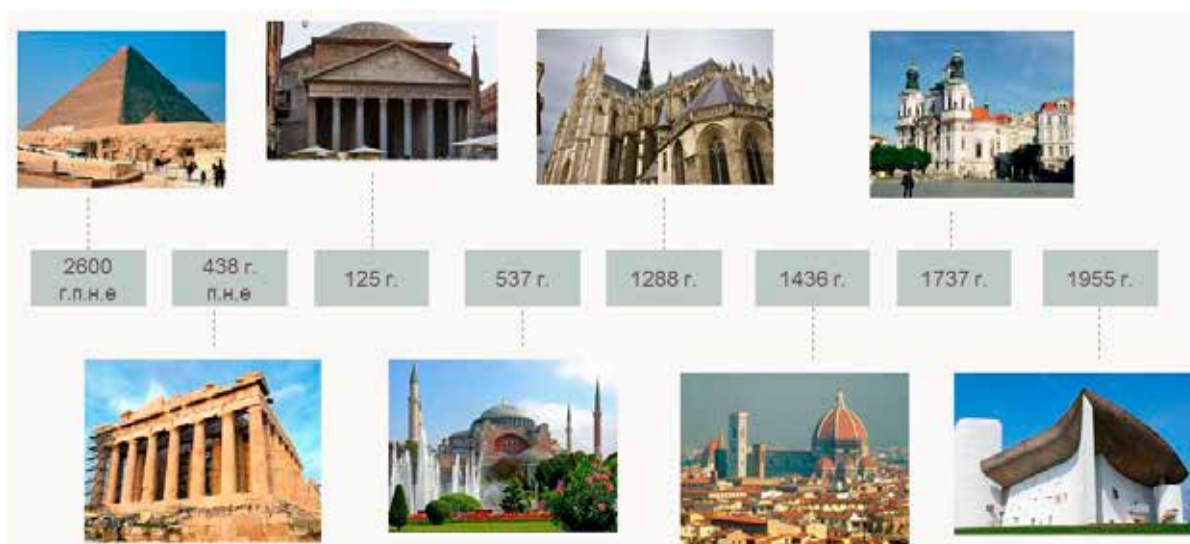 2600
г.п.н.ө
438 г.
п.н.ө
125 г.
537 г.
1288 г.
1436 г.
1737 г.
1955 г.